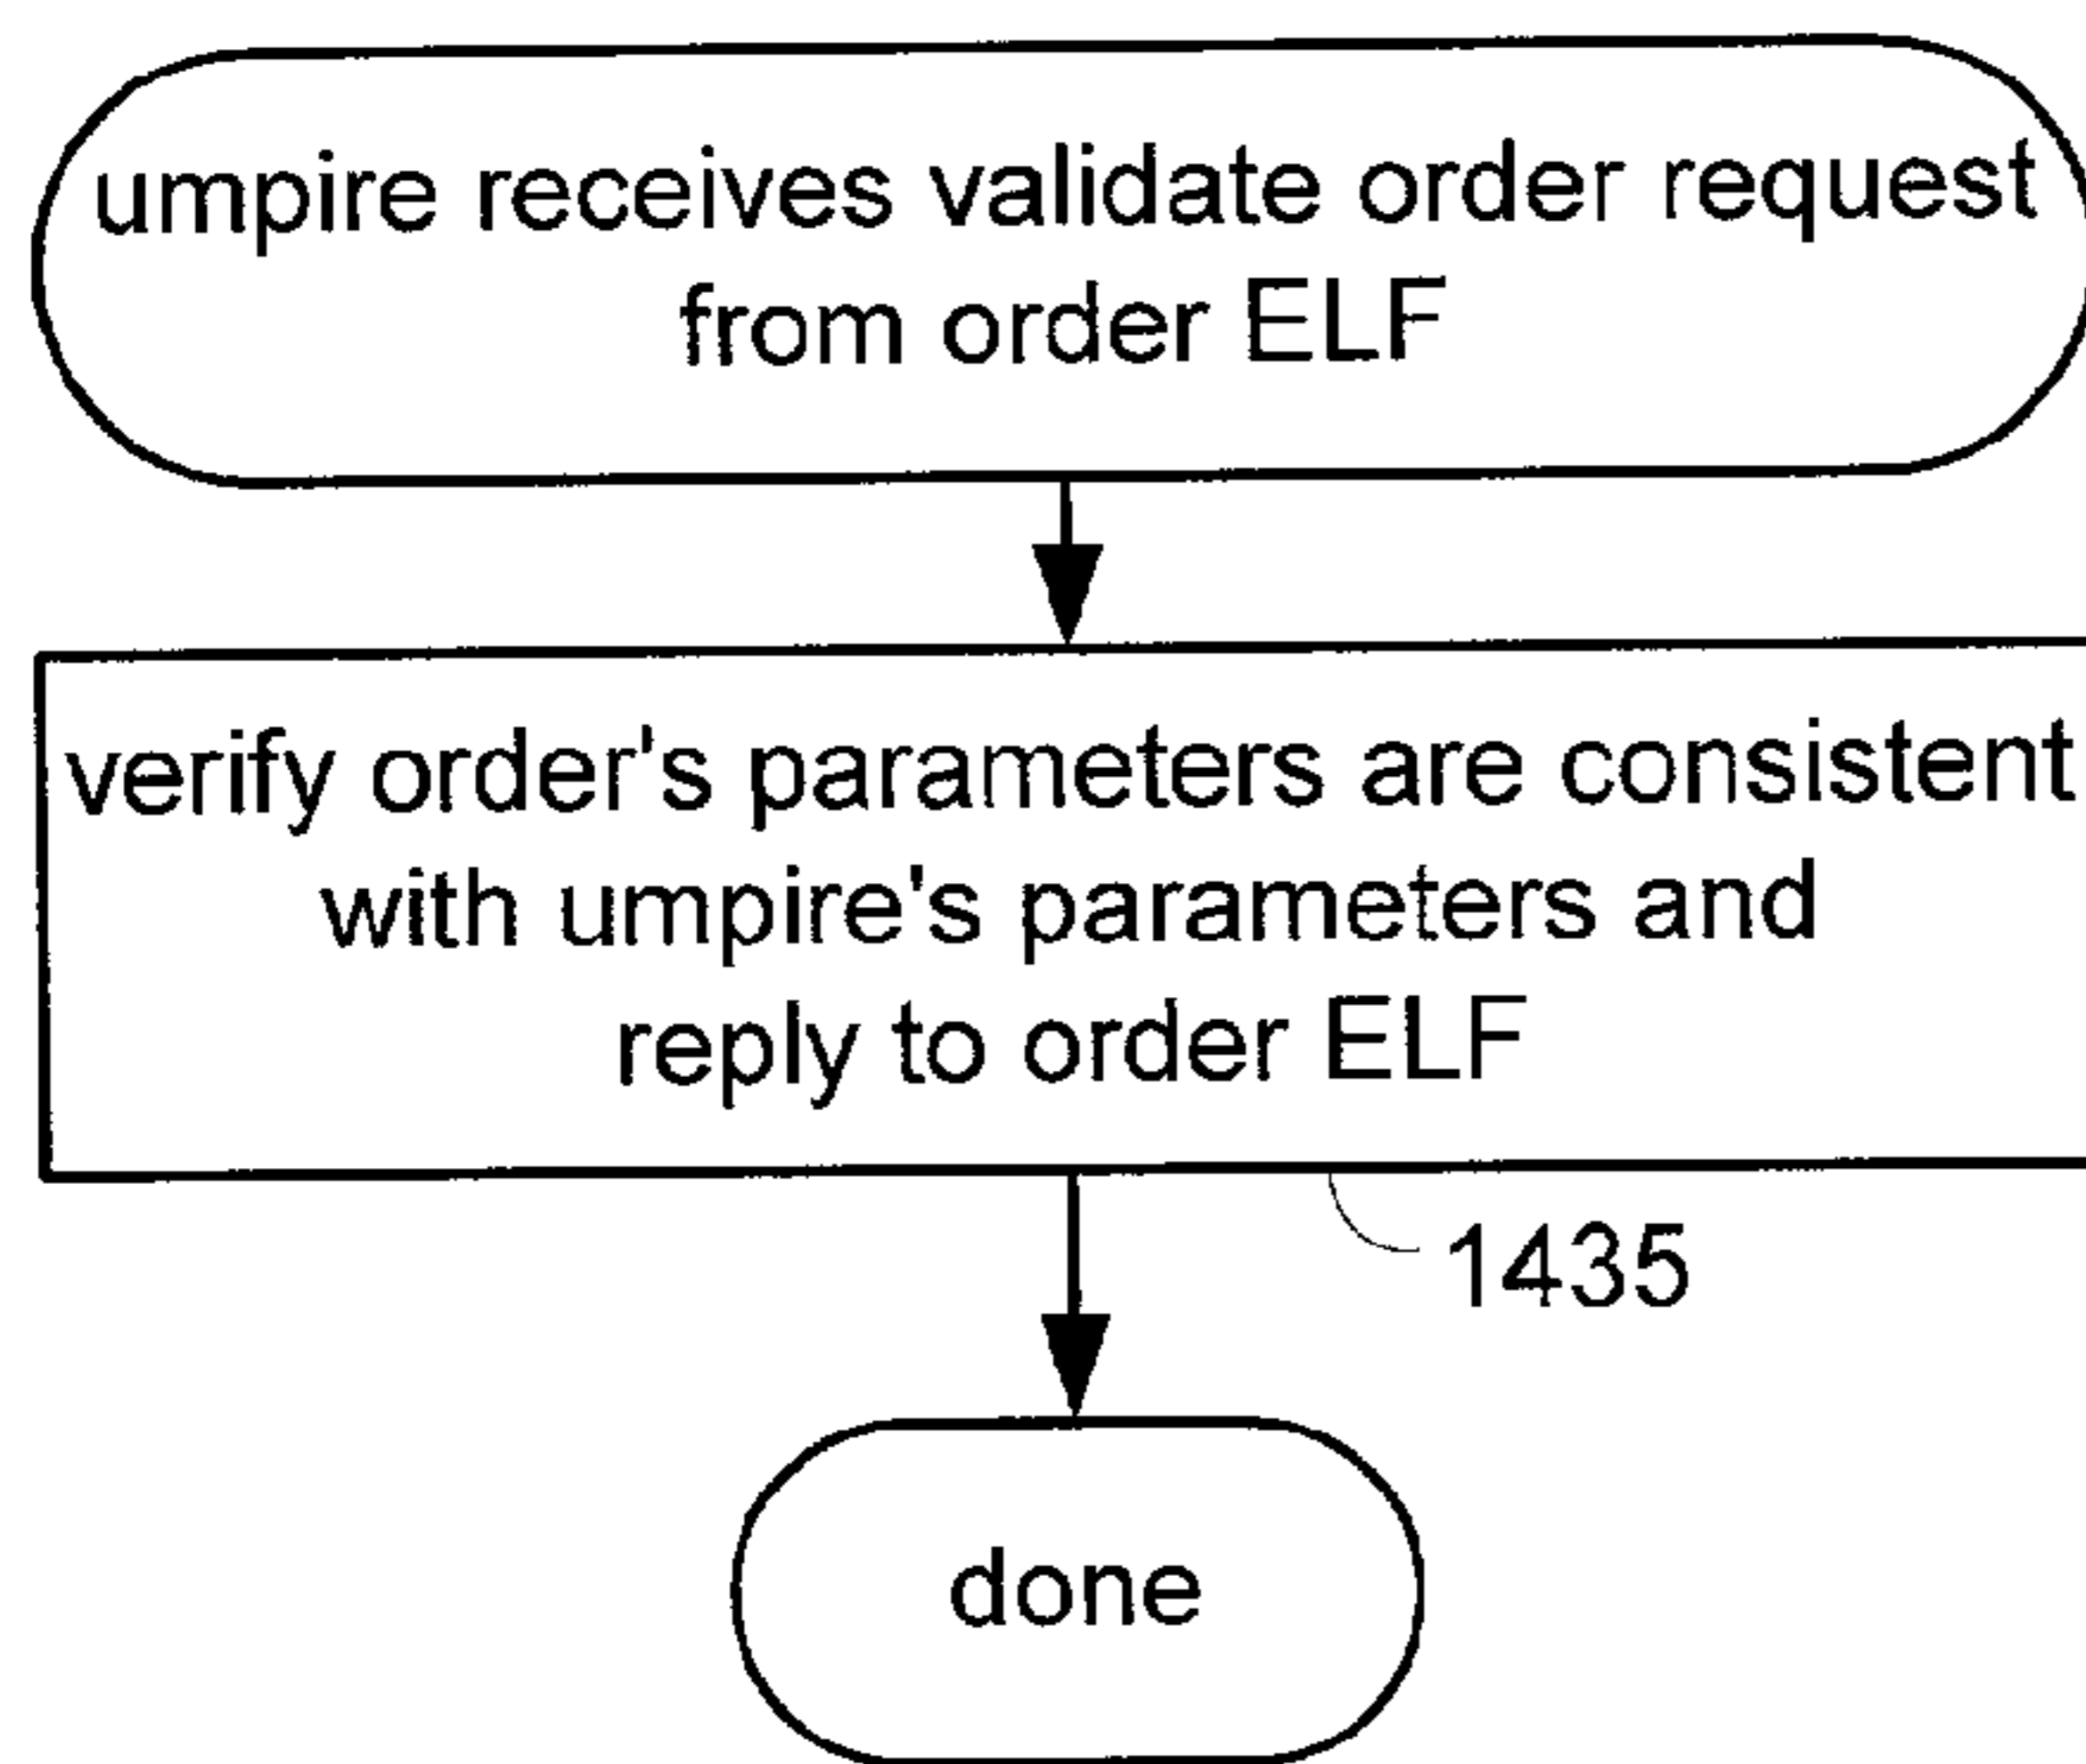 umpire receives validate order request
from order ELF
verify order's parameters are consistent
with umpire's parameters and
reply to order ELF
1435
done